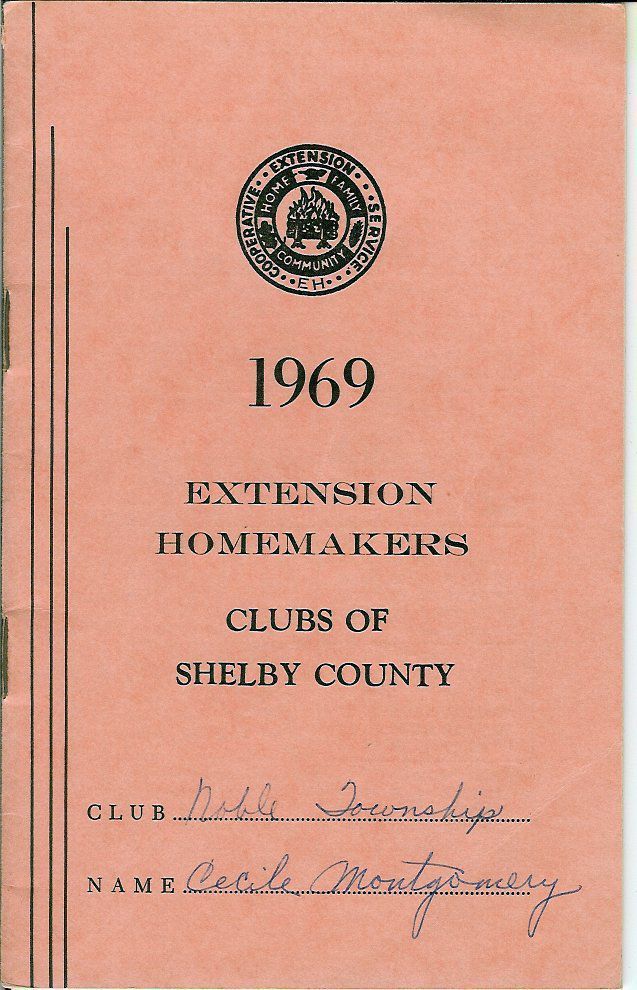 COOPERATIVE • • EXTENSION • • • SERVICE • • •
HOME FAMILY
COMMUNITY
• • EH • • •
1969
EXTENSION
HOMEMAKERS
CLUBS OF
SHELBY COUNTY
CLUB Noble Township
NAME Cecile Montgomery